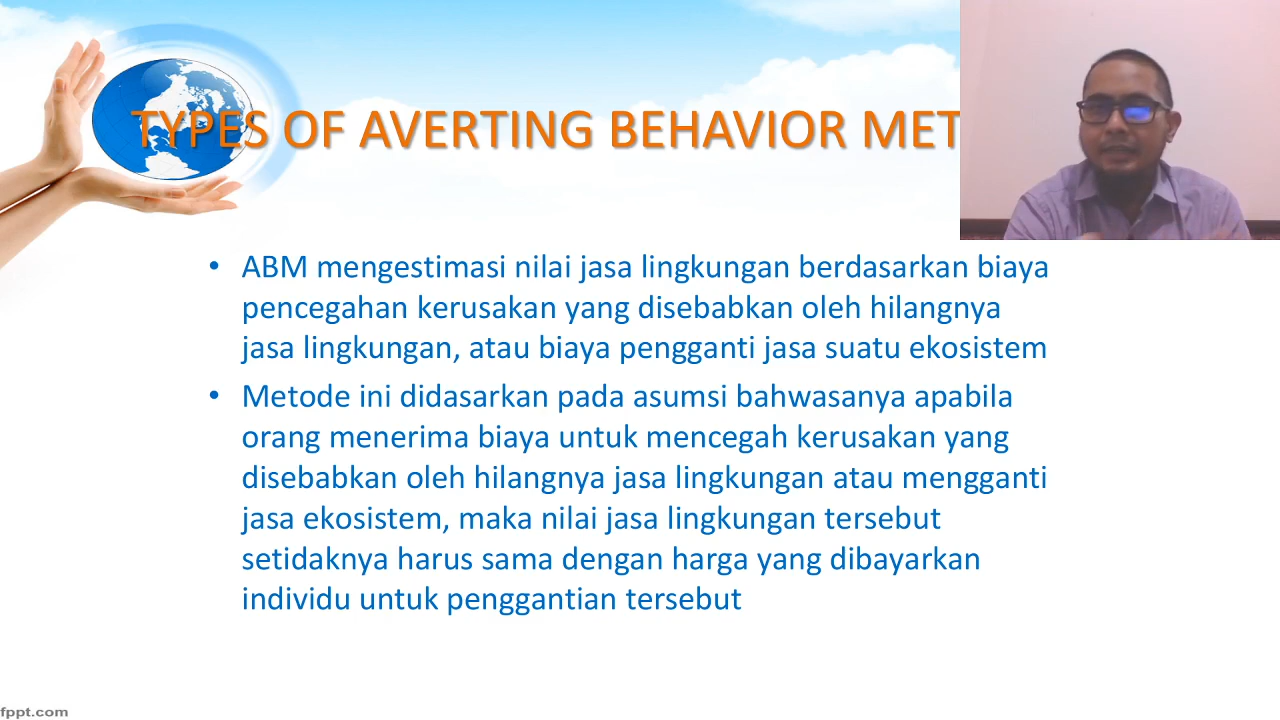 TYPES OF AVERTING BEHAVIOR
• ABM mengestimasi nilai jasa lingkungan berdasarkan biaya
pencegahan kerusakan yang disebabkan oleh hilangnya
jasa lingkungan, atau biaya pengganti jasa suatu ekosistem
• Metode ini didasarkan pada asumsi bahwasanya apabila
orang menerima biaya untuk mencegah kerusakan yang
disebabkan oleh hilangnya jasa lingkungan atau mengganti
jasa ekosistem, maka nilai jasa lingkungan tersebut
setidaknya harus sama dengan harga yang dibayarkan
individu untuk penggantian tersebut
fppt.com